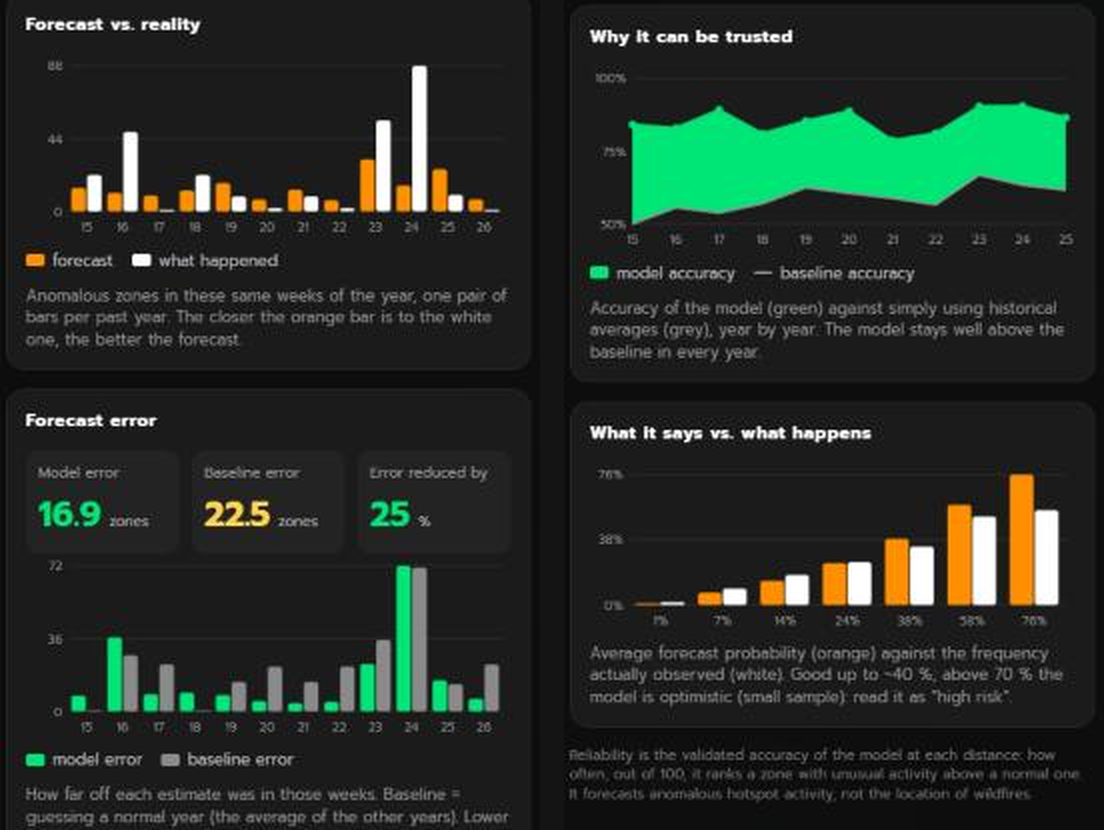 Forecast vs. reality
88
44
0
15 16 17 18 19 20 21 22 23 24 25 26
forecast what happened
Anomalous zones in these same weeks of the year, one pair of
bars per past year. The closer the orange bar is to the white
one, the better the forecast.
Forecast error
Model error Baseline error Error reduced by
16.9 zones 22.5 zones 25 %
72
36
0
15 16 17 18 19 20 21 22 23 24 25 26
model error baseline error
How far off each estimate was in those weeks. Baseline =
guessing a normal year (the average of the other years). Lower
Why it can be trusted
100%
75%
50%
15 16 17 18 19 20 21 22 23 24 25
model accuracy baseline accuracy
Accuracy of the model (green) against simply using historical
averages (grey), year by year. The model stays well above the
baseline in every year.
What it says vs. what happens
76%
38%
0%
1% 7% 14% 24% 38% 58% 76%
Average forecast probability (orange) against the frequency
actually observed (white). Good up to ~40 %; above 70 % the
model is optimistic (small sample): read it as "high risk".
Reliability is the validated accuracy of the model at each distance: how
often, out of 100, it ranks a zone with unusual activity above a normal one.
It forecasts anomalous hotspot activity, not the location of wildfires.